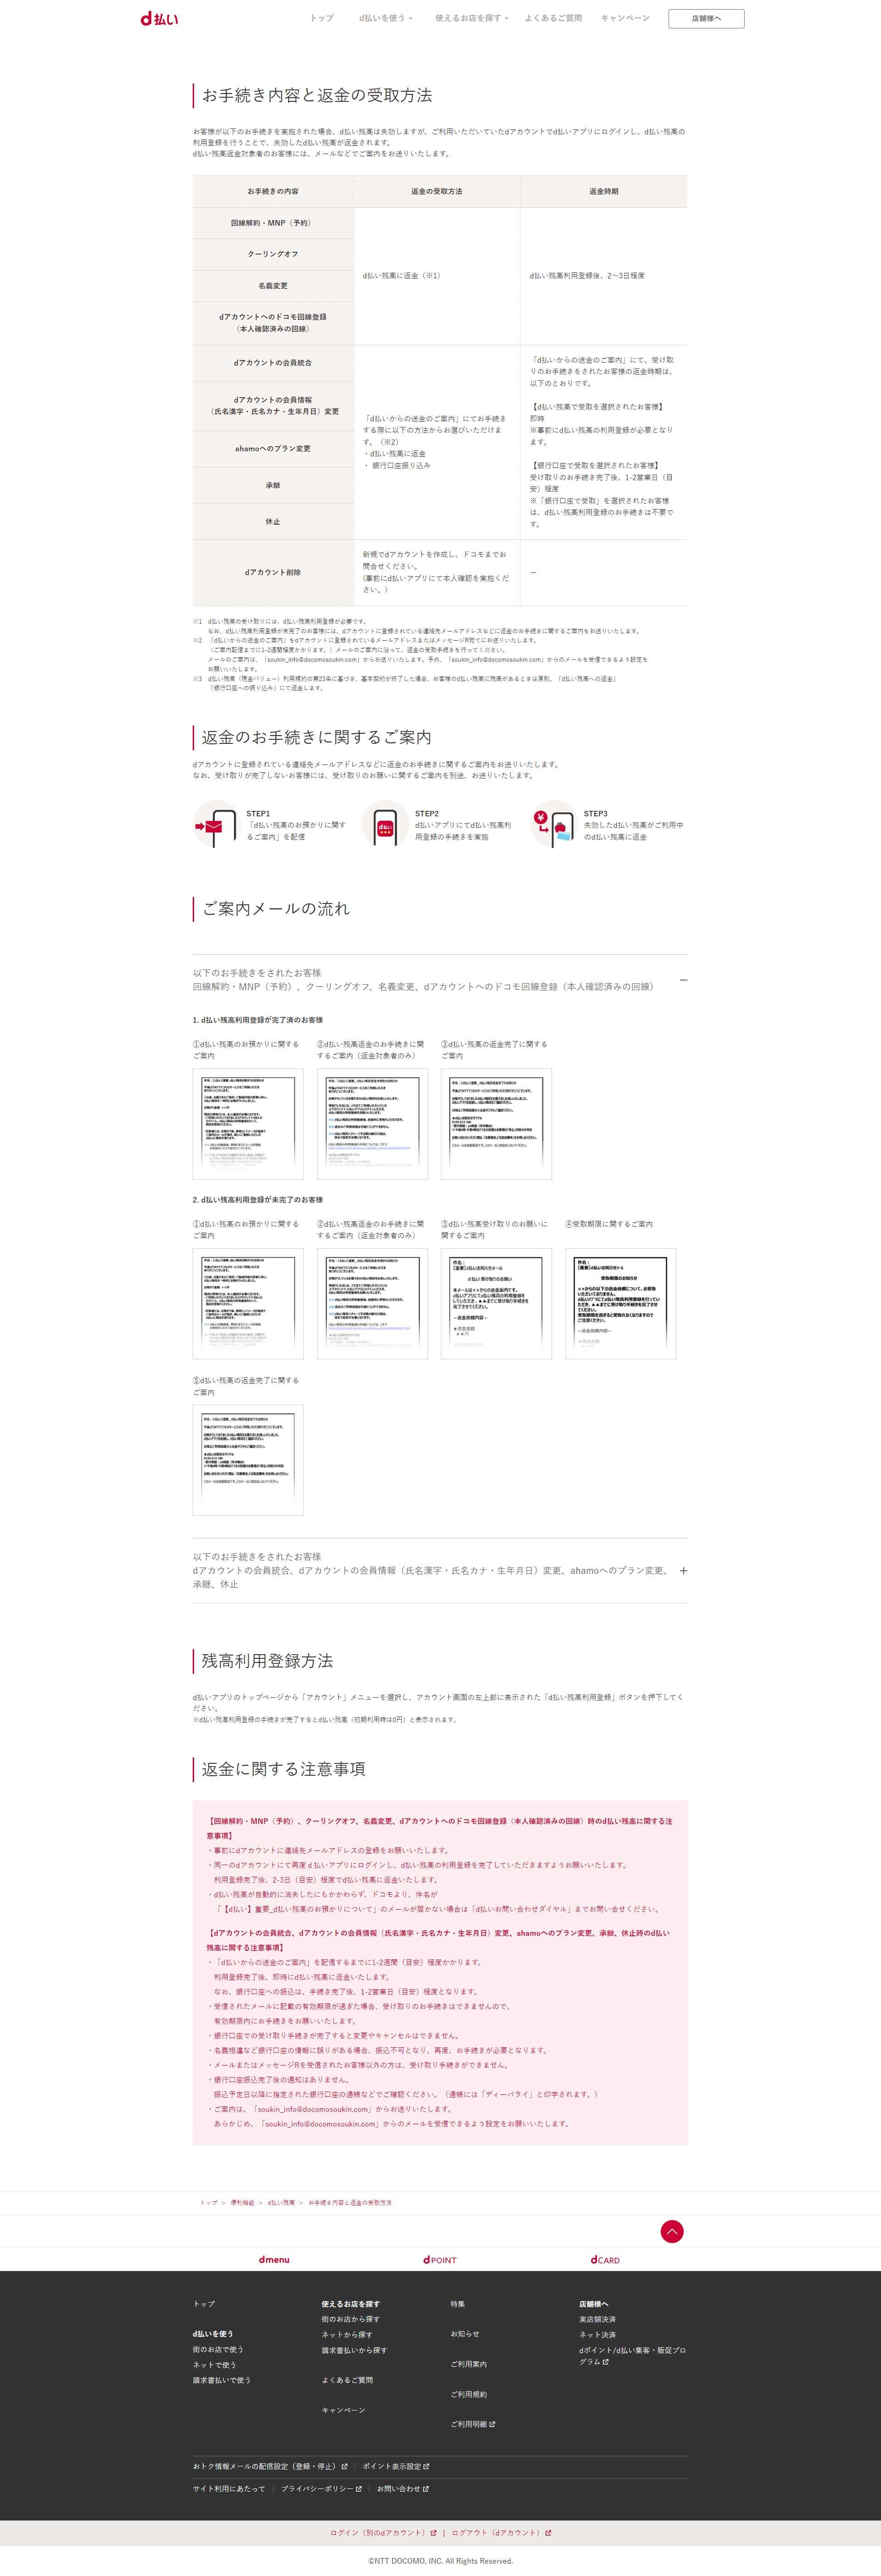 d払い
トップ
d払いを使う
使えるお店を探す
よくあるご質問
キャンペーン
店舗様へ
お手続き内容と返金の受取方法
お客様が以下のお手続きを実施された場合、d払い残高は失効しますが、ご利用いただいていたdアカウントでd払いアプリにログインし、d払い残高の
利用登録を行うことで、失効したd払い残高が返金されます。
d払い残高返金対象者のお客様には、メールなどでご案内をお送りいたします。
お手続きの内容
返金の受取方法
返金時期
回線解約・MNP（予約）
クーリングオフ
名義変更
dアカウントへのドコモ回線登録
（本人確認済みの回線）
d払い残高に返金（※1）
d払い残高利用登録後、2～3日程度
dアカウントの会員統合
dアカウントの会員情報
（氏名漢字・氏名カナ・生年月日）変更
ahamoへのプラン変更
承継
休止
「d払いからの送金のご案内」にてお手続き
する際に以下の方法からお選びいただけま
す。（※2）
・d払い残高に返金
・ 銀行口座振り込み
「d払いからの送金のご案内」にて、受け取
りのお手続きをされたお客様の返金時期は、
以下のとおりです。
【d払い残高で受取を選択されたお客様】
即時
※事前にd払い残高の利用登録が必要となり
ます。
【銀行口座で受取を選択されたお客様】
受け取りのお手続き完了後、1-2営業日（目
安）程度
※「銀行口座で受取」を選択されたお客様
は、d払い残高利用登録のお手続きは不要で
す。
dアカウント削除
新規でdアカウントを作成し、ドコモまでお
問合せください。
(事前にd払いアプリにて本人確認を実施くだ
さい。)
ー
※1 d払い残高の受け取りには、d払い残高利用登録が必要です。
なお、d払い残高利用登録が未完了のお客様には、dアカウントに登録されている連絡先メールアドレスなどに返金のお手続きに関するご案内をお送りいたします。
※2 「d払いからの送金のご案内」をdアカウントに登録されているメールアドレスまたはメッセージR宛てにお送りいたします。
（ご案内配信までに1-2週間程度かかります。）メールのご案内に沿って、返金の受取手続きを行ってください。
メールのご案内は、「soukin_info@docomosoukin.com」からお送りいたします。予め、「soukin_info@docomosoukin.com」からのメールを受信できるよう設定を
お願いいたします。
※3 d払い残高（現金バリュー）利用規約の第23条に基づき、基本契約が終了した場合、お客様のd払い残高に残高があるときは原則、「d払い残高への返金」
「銀行口座への振り込み」にて返金します。
返金のお手続きに関するご案内
dアカウントに登録されている連絡先メールアドレスなどに返金のお手続きに関するご案内をお送りいたします。
なお、受け取りが完了しないお客様には、受け取りのお願いに関するご案内を別途、お送りいたします。
STEP1
「d払い残高のお預かりに関す
るご案内」を配信
STEP2
d払いアプリにてd払い残高利
用登録の手続きを実施
STEP3
失効したd払い残高がご利用中
のd払い残高に返金
ご案内メールの流れ
以下のお手続きをされたお客様
回線解約・MNP（予約）、クーリングオフ、名義変更、dアカウントへのドコモ回線登録（本人確認済みの回線）
1. d払い残高利用登録が完了済のお客様
①d払い残高のお預かりに関する
ご案内
②d払い残高返金のお手続きに関
するご案内（返金対象者のみ）
③d払い残高の返金完了に関する
ご案内
2. d払い残高利用登録が未完了のお客様
①d払い残高のお預かりに関する
ご案内
②d払い残高返金のお手続きに関
するご案内（返金対象者のみ）
③d払い残高受け取りのお願いに
関するご案内
④受取期限に関するご案内
⑤d払い残高の返金完了に関する
ご案内
以下のお手続きをされたお客様
dアカウントの会員統合、dアカウントの会員情報（氏名漢字・氏名カナ・生年月日）変更、ahamoへのプラン変更、
承継、休止
残高利用登録方法
d払いアプリのトップページから「アカウント」メニューを選択し、アカウント画面の左上部に表示された「d払い残高利用登録」ボタンを押下してく
ださい。
※d払い残高利用登録の手続きが完了するとd払い残高（初期利用時は0円）と表示されます。
返金に関する注意事項
【回線解約・MNP（予約）、クーリングオフ、名義変更、dアカウントへのドコモ回線登録（本人確認済みの回線）時のd払い残高に関する注
意事項】
・事前にdアカウントに連絡先メールアドレスの登録をお願いいたします。
・同一のdアカウントにて再度ｄ払いアプリにログインし、d払い残高の利用登録を完了していただきますようお願いいたします。
利用登録完了後、2-3日（目安）程度でd払い残高に返金いたします。
・d払い残高が自動的に消失したにもかかわらず、ドコモより、件名が
「【d払い】重要_d払い残高のお預かりについて」のメールが届かない場合は「d払いお問い合わせダイヤル」までお問い合せください。
【dアカウントの会員統合、dアカウントの会員情報（氏名漢字・氏名カナ・生年月日）変更、ahamoへのプラン変更、承継、休止時のd払い
残高に関する注意事項】
・「d払いからの送金のご案内」を配信するまでに1-2週間（目安）程度かかります。
利用登録完了後、即時にd払い残高に返金いたします。
なお、銀行口座への振込は、手続き完了後、1-2営業日（目安）程度となります。
・受信されたメールに記載の有効期限が過ぎた場合、受け取りのお手続きはできませんので、
有効期限内にお手続きをお願いいたします。
・銀行口座での受け取り手続きが完了すると変更やキャンセルはできません。
・名義相違など銀行口座の情報に誤りがある場合、振込不可となり、再度、お手続きが必要となります。
・メールまたはメッセージRを受信されたお客様以外の方は、受け取り手続きができません。
・銀行口座振込完了後の通知はありません。
振込予定日以降に指定された銀行口座の通帳などでご確認ください。（通帳には「ディーバライ」と印字されます。）
・ご案内は、「soukin_info@docomosoukin.com」からお送りいたします。
あらかじめ、「soukin_info@docomosoukin.com」からのメールを受信できるよう設定をお願いいたします。
トップ > 便利機能 > d払い残高 > お手続き内容と返金の受取方法
dmenu
dPOINT
dCARD
トップ
d払いを使う
街のお店で使う
ネットで使う
請求書払いで使う
使えるお店を探す
街のお店から探す
ネットから探す
請求書払いから探す
よくあるご質問
キャンペーン
特集
お知らせ
ご利用案内
ご利用規約
ご利用明細
店舗様へ
実店舗決済
ネット決済
dポイント/d払い集客・販促プロ
グラム
おトク情報メールの配信設定（登録・停止） | ポイント表示設定
サイト利用にあたって | プライバシーポリシー | お問い合わせ
ログイン（別のdアカウント） | ログアウト（dアカウント）
©NTT DOCOMO, INC. All Rights Reserved.